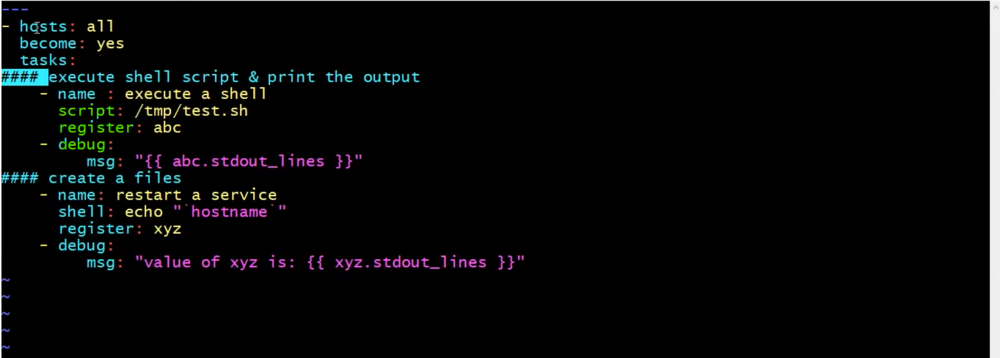 ---
- hosts: all
  become: yes
  tasks:
#### execute shell script & print the output
    - name : execute a shell
      script: /tmp/test.sh
      register: abc
    - debug:
         msg: "{{ abc.stdout_lines }}"
#### create a files
    - name: restart a service
      shell: echo "`hostname`"
      register: xyz
    - debug:
         msg: "value of xyz is: {{ xyz.stdout_lines }}"
~
~
~
~
~